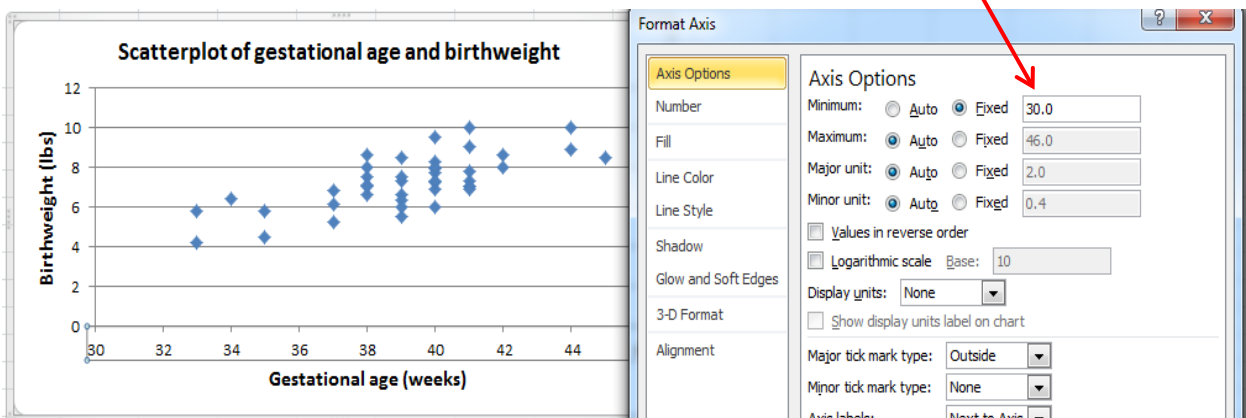 Scatterplot of gestational age and birthweight
Birthweight (lbs)
12
10
8
6
4
2
0
30 32 34 36 38 40 42 44
Gestational age (weeks)
Format Axis
? X
Axis Options
Number
Fill
Line Color
Line Style
Shadow
Glow and Soft Edges
3-D Format
Alignment
Axis Options
Minimum: Auto Fixed 30.0
Maximum: Auto Fixed 46.0
Major unit: Auto Fixed 2.0
Minor unit: Auto Fixed 0.4
Values in reverse order
Logarithmic scale Base: 10
Display units: None
Show display units label on chart
Major tick mark type: Outside
Minor tick mark type: None
Axis labels: Next to Axis